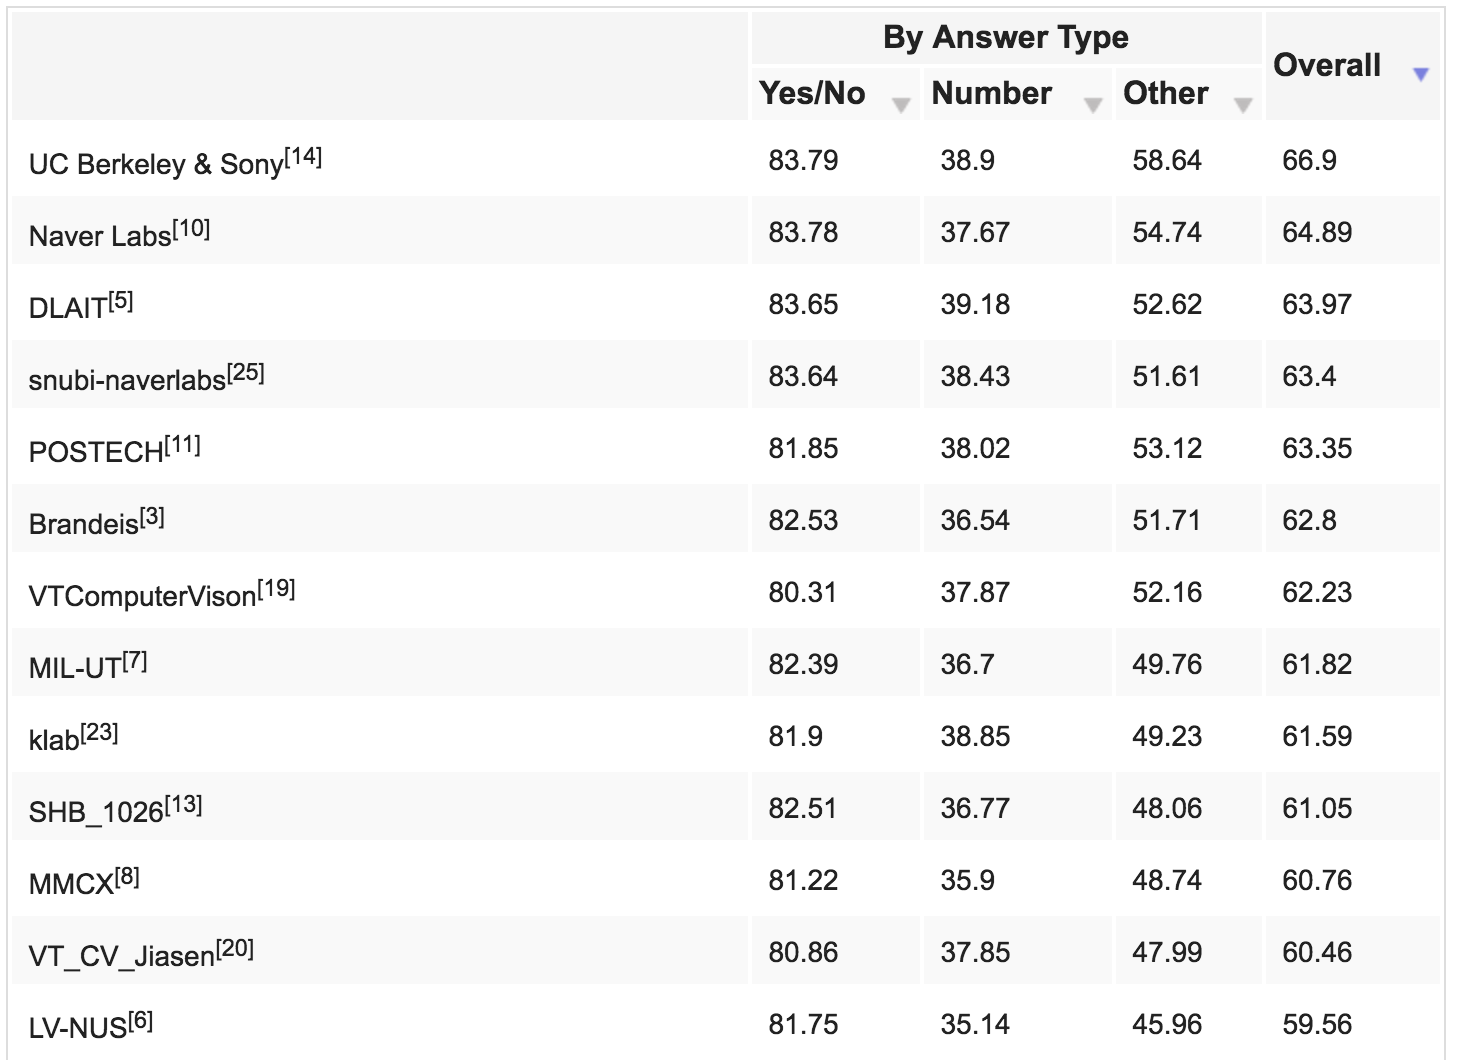 By Answer Type
Overall
Yes/No Number Other
UC Berkeley & Sony[14] 83.79 38.9 58.64 66.9
Naver Labs[10] 83.78 37.67 54.74 64.89
DLAIT[5] 83.65 39.18 52.62 63.97
snubi-naverlabs[25] 83.64 38.43 51.61 63.4
POSTECH[11] 81.85 38.02 53.12 63.35
Brandeis[3] 82.53 36.54 51.71 62.8
VTComputerVison[19] 80.31 37.87 52.16 62.23
MIL-UT[7] 82.39 36.7 49.76 61.82
klab[23] 81.9 38.85 49.23 61.59
SHB_1026[13] 82.51 36.77 48.06 61.05
MMCX[8] 81.22 35.9 48.74 60.76
VT_CV_Jiasen[20] 80.86 37.85 47.99 60.46
LV-NUS[6] 81.75 35.14 45.96 59.56